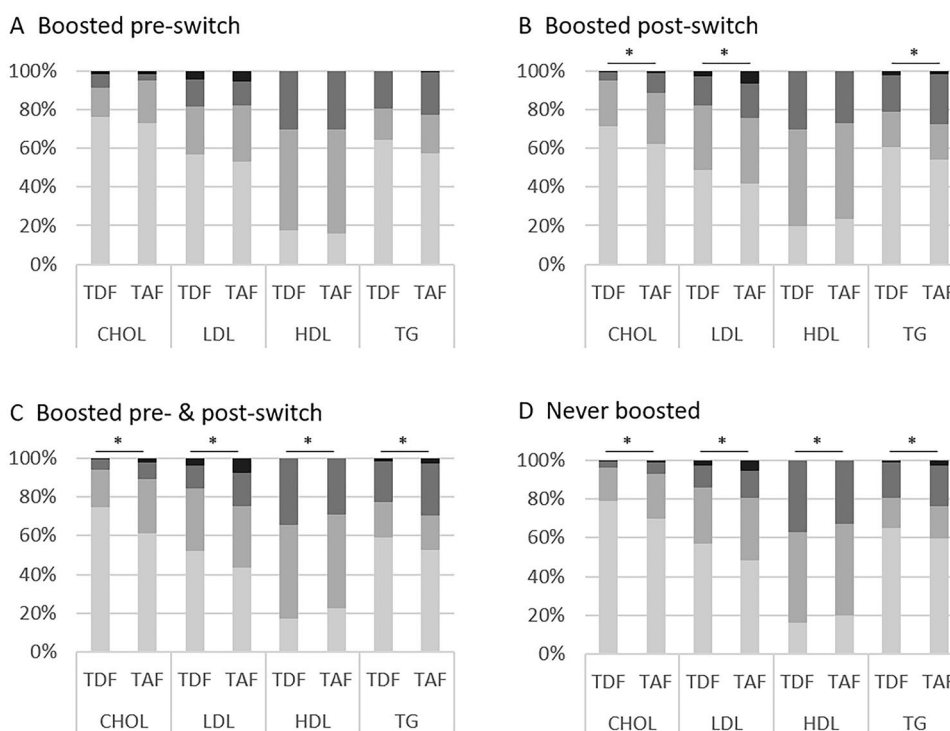 A Boosted pre-switch
100%
80%
60%
40%
20%
0%
TDF TAF TDF TAF TDF TAF TDF TAF
CHOL LDL HDL TG
B Boosted post-switch
* * *
100%
80%
60%
40%
20%
0%
TDF TAF TDF TAF TDF TAF TDF TAF
CHOL LDL HDL TG
C Boosted pre- & post-switch
* * * *
100%
80%
60%
40%
20%
0%
TDF TAF TDF TAF TDF TAF TDF TAF
CHOL LDL HDL TG
D Never boosted
* * * *
100%
80%
60%
40%
20%
0%
TDF TAF TDF TAF TDF TAF TDF TAF
CHOL LDL HDL TG